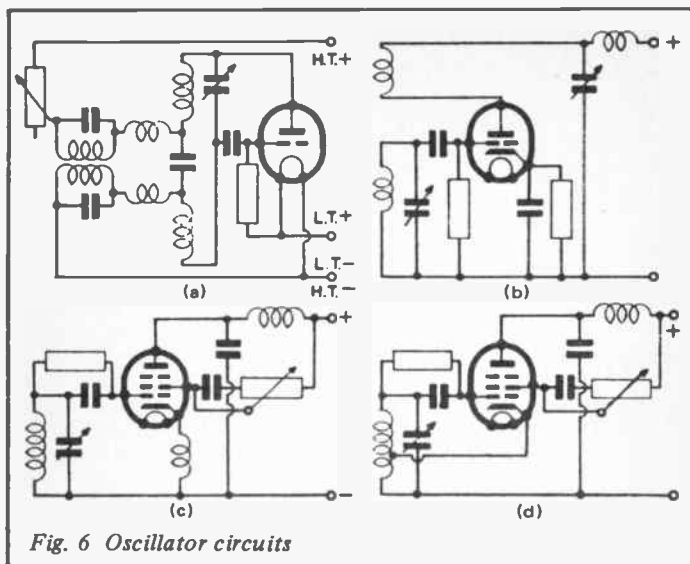 H.T.+
+
L.T.+
L.T.-
H.T.-
(a)
(b)
+
+
-
(c)
(d)
Fig. 6 Oscillator circuits